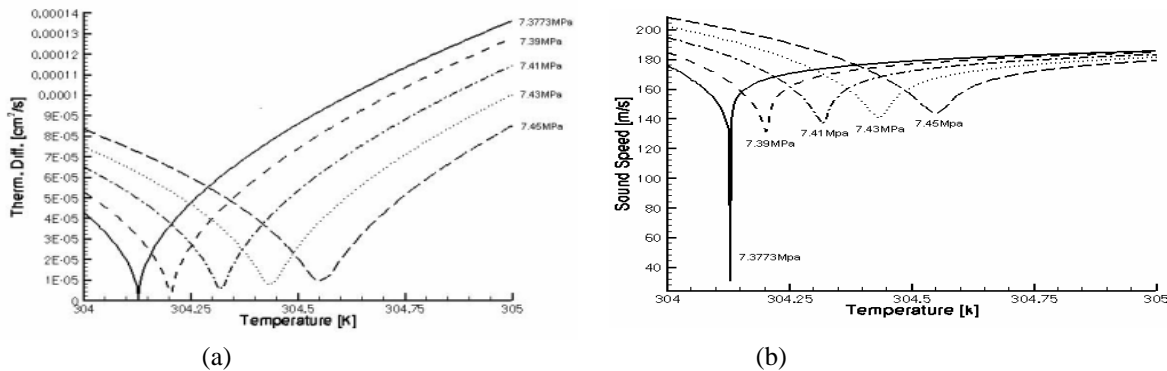 0.00014
0.00013
0.00012
0.00011
0.0001
9E-05
8E-05
7E-05
6E-05
5E-05
4E-05
3E-05
2E-05
1E-05
0
Therm. Diff. [cm²/s]
304
304.25
304.5
304.75
305
Temperature [K]
7.3773MPa
7.39MPa
7.41MPa
7.43MPa
7.45MPa
(a)
200
180
160
140
120
100
80
60
40
Sound Speed [m/s]
304
304.25
304.5
304.75
305
Temperature [k]
7.39MPa
7.41Mpa
7.43MPa
7.45MPa
7.3773Mpa
(b)